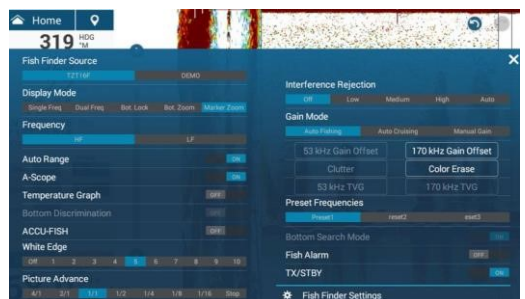 Home
319 HDG °M
Fish Finder Source
T2T16F DEMO
Display Mode
Single Freq Dual Freq Bot. Lock Bot. Zoom Marker Zoom
Frequency
HF LF
Auto Range ON
A-Scope ON
Temperature Graph OFF
Bottom Discrimination OFF
ACCU-FISH OFF
White Edge
Off 1 2 3 4 5 6 7 8 9 10
Picture Advance
4/1 2/1 1/1 1/2 1/4 1/8 1/16 Stop
Interference Rejection
Off Low Medium High Auto
Gain Mode
Auto Fishing Auto Cruising Manual Gain
53 kHz Gain Offset 170 kHz Gain Offset
Clutter Color Erase
53 kHz TVG 170 kHz TVG
Preset Frequencies
Preset1 reset2 eset3
Bottom Search Mode ON
Fish Alarm OFF
TX/STBY ON
Fish Finder Settings